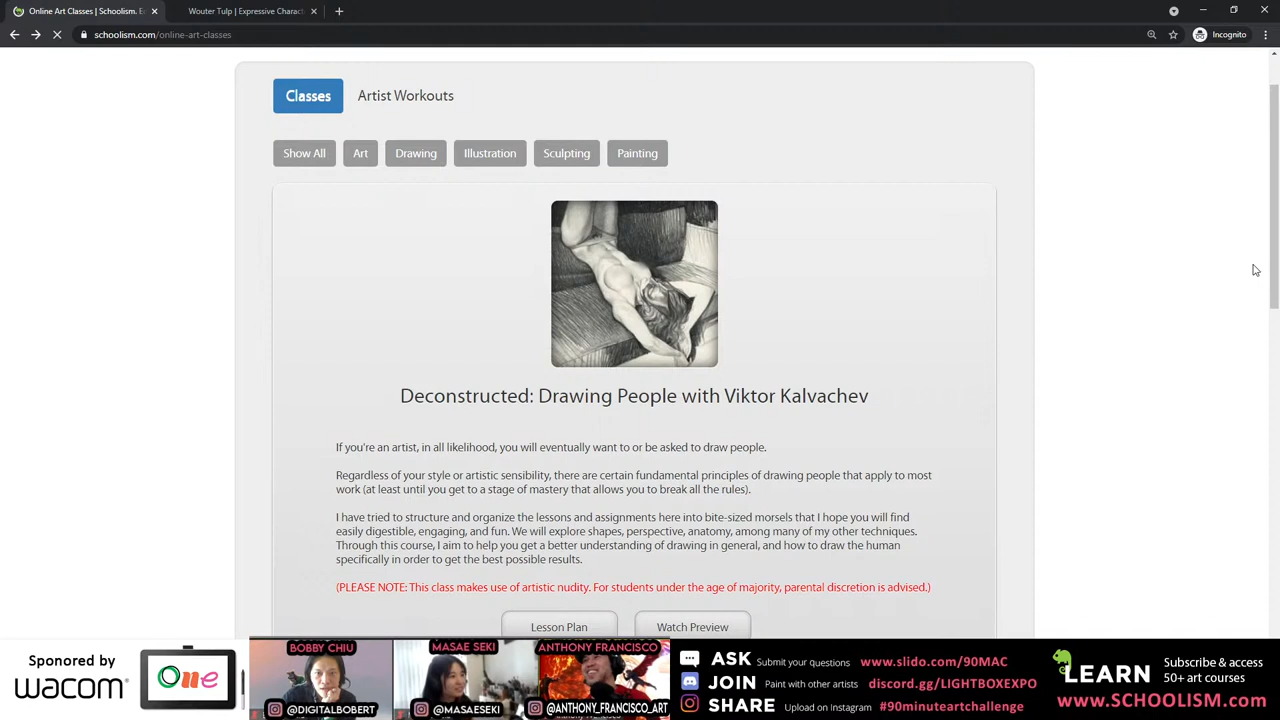 Online Art Classes | Schoolism. E
Wouter Tulp | Expressive Charact
schoolism.com/online-art-classes
Incognito
Classes
Artist Workouts
Show All
Art
Drawing
Illustration
Sculpting
Painting
Deconstructed: Drawing People with Viktor Kalvachev
If you're an artist, in all likelihood, you will eventually want to or be asked to draw people.
Regardless of your style or artistic sensibility, there are certain fundamental principles of drawing people that apply to most
work (at least until you get to a stage of mastery that allows you to break all the rules).
I have tried to structure and organize the lessons and assignments here into bite-sized morsels that I hope you will find
easily digestible, engaging, and fun. We will explore shapes, perspective, anatomy, among many of my other techniques.
Through this course, I aim to help you get a better understanding of drawing in general, and how to draw the human
specifically in order to get the best possible results.
(PLEASE NOTE: This class makes use of artistic nudity. For students under the age of majority, parental discretion is advised.)
Lesson Plan
Watch Preview
Sponsored by
wacom
One
BOBBY CHIU
@DIGITALBOBERT
MASAE SEKI
@MASAESEKI
ANTHONY FRANCISCO
@ANTHONY_FRANCISCO_ART
ASK Submit your questions www.slido.com/90MAC
JOIN Paint with other artists discord.gg/LIGHTBOXEXPO
SHARE Upload on Instagram #90minuteartchallenge
LEARN Subscribe & access
50+ art courses
www.SCHOOLISM.com